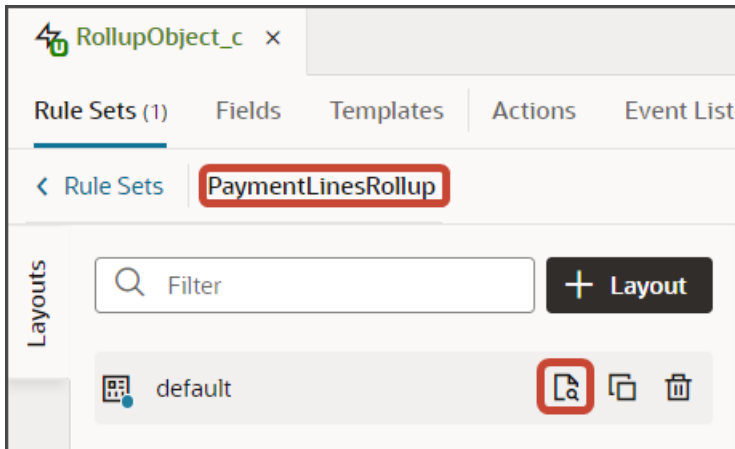 RollupObject_c ×
Rule Sets (1) Fields Templates Actions Event List
< Rule Sets PaymentLinesRollup
Layouts
Filter + Layout
default